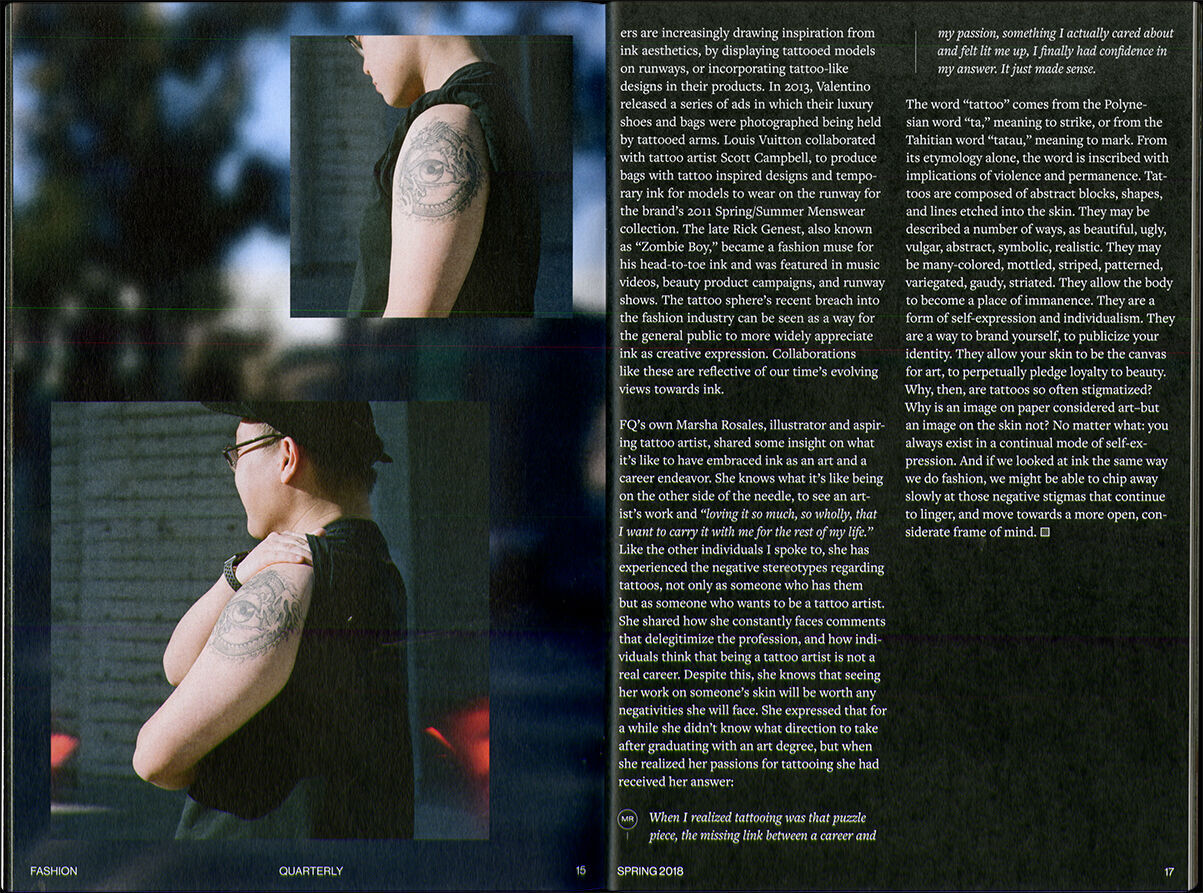 FASHION
QUARTERLY
15
ers are increasingly drawing inspiration from
ink aesthetics, by displaying tattooed models
on runways, or incorporating tattoo-like
designs in their products. In 2013, Valentino
released a series of ads in which their luxury
shoes and bags were photographed being held
by tattooed arms. Louis Vuitton collaborated
with tattoo artist Scott Campbell, to produce
bags with tattoo inspired designs and tempo-
rary ink for models to wear on the runway for
the brand’s 2011 Spring/Summer Menswear
collection. The late Rick Genest, also known
as “Zombie Boy,” became a fashion muse for
his head-to-toe ink and was featured in music
videos, beauty product campaigns, and runway
shows. The tattoo sphere’s recent breach into
the fashion industry can be seen as a way for
the general public to more widely appreciate
ink as creative expression. Collaborations
like these are reflective of our time’s evolving
views towards ink.
FQ’s own Marsha Rosales, illustrator and aspir-
ing tattoo artist, shared some insight on what
it’s like to have embraced ink as an art and a
career endeavor. She knows what it’s like being
on the other side of the needle, to see an art-
ist’s work and “loving it so much, so wholly, that
I want to carry it with me for the rest of my life.”
Like the other individuals I spoke to, she has
experienced the negative stereotypes regarding
tattoos, not only as someone who has them
but as someone who wants to be a tattoo artist.
She shared how she constantly faces comments
that delegitimize the profession, and how indi-
viduals think that being a tattoo artist is not a
real career. Despite this, she knows that seeing
her work on someone’s skin will be worth any
negativities she will face. She expressed that for
a while she didn’t know what direction to take
after graduating with an art degree, but when
she realized her passions for tattooing she had
received her answer:
MR When I realized tattooing was that puzzle
piece, the missing link between a career and
my passion, something I actually cared about
and felt lit me up, I finally had confidence in
my answer. It just made sense.
The word “tattoo” comes from the Polyne-
sian word “ta,” meaning to strike, or from the
Tahitian word “tatau,” meaning to mark. From
its etymology alone, the word is inscribed with
implications of violence and permanence. Tat-
toos are composed of abstract blocks, shapes,
and lines etched into the skin. They may be
described a number of ways, as beautiful, ugly,
vulgar, abstract, symbolic, realistic. They may
be many-colored, mottled, striped, patterned,
variegated, gaudy, striated. They allow the body
to become a place of immanence. They are a
form of self-expression and individualism. They
are a way to brand yourself, to publicize your
identity. They allow your skin to be the canvas
for art, to perpetually pledge loyalty to beauty.
Why, then, are tattoos so often stigmatized?
Why is an image on paper considered art–but
an image on the skin not? No matter what: you
always exist in a continual mode of self-ex-
pression. And if we looked at ink the same way
we do fashion, we might be able to chip away
slowly at those negative stigmas that continue
to linger, and move towards a more open, con-
siderate frame of mind.
SPRING 2018
17